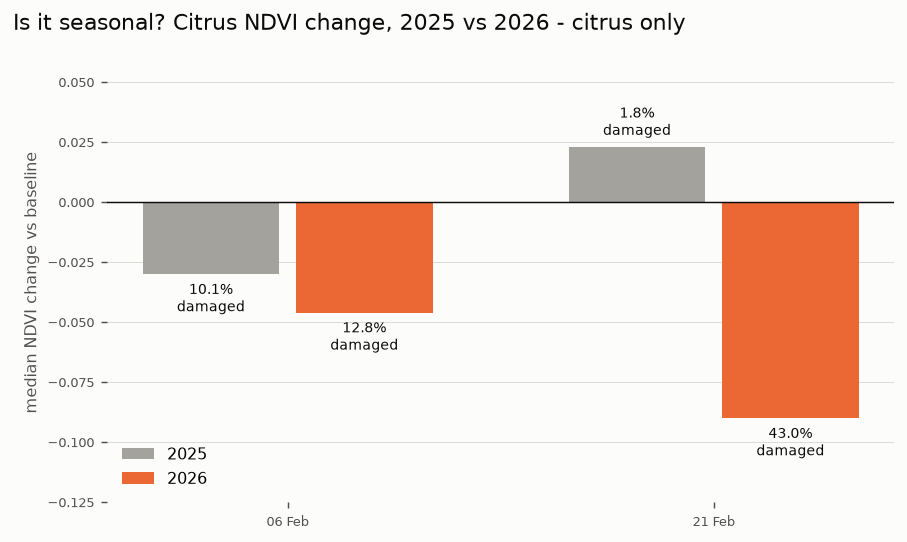 Is it seasonal? Citrus NDVI change, 2025 vs 2026 - citrus only
median NDVI change vs baseline
0.050
0.025
0.000
−0.025
−0.050
−0.075
−0.100
−0.125
10.1%
damaged
12.8%
damaged
1.8%
damaged
43.0%
damaged
2025
2026
06 Feb
21 Feb